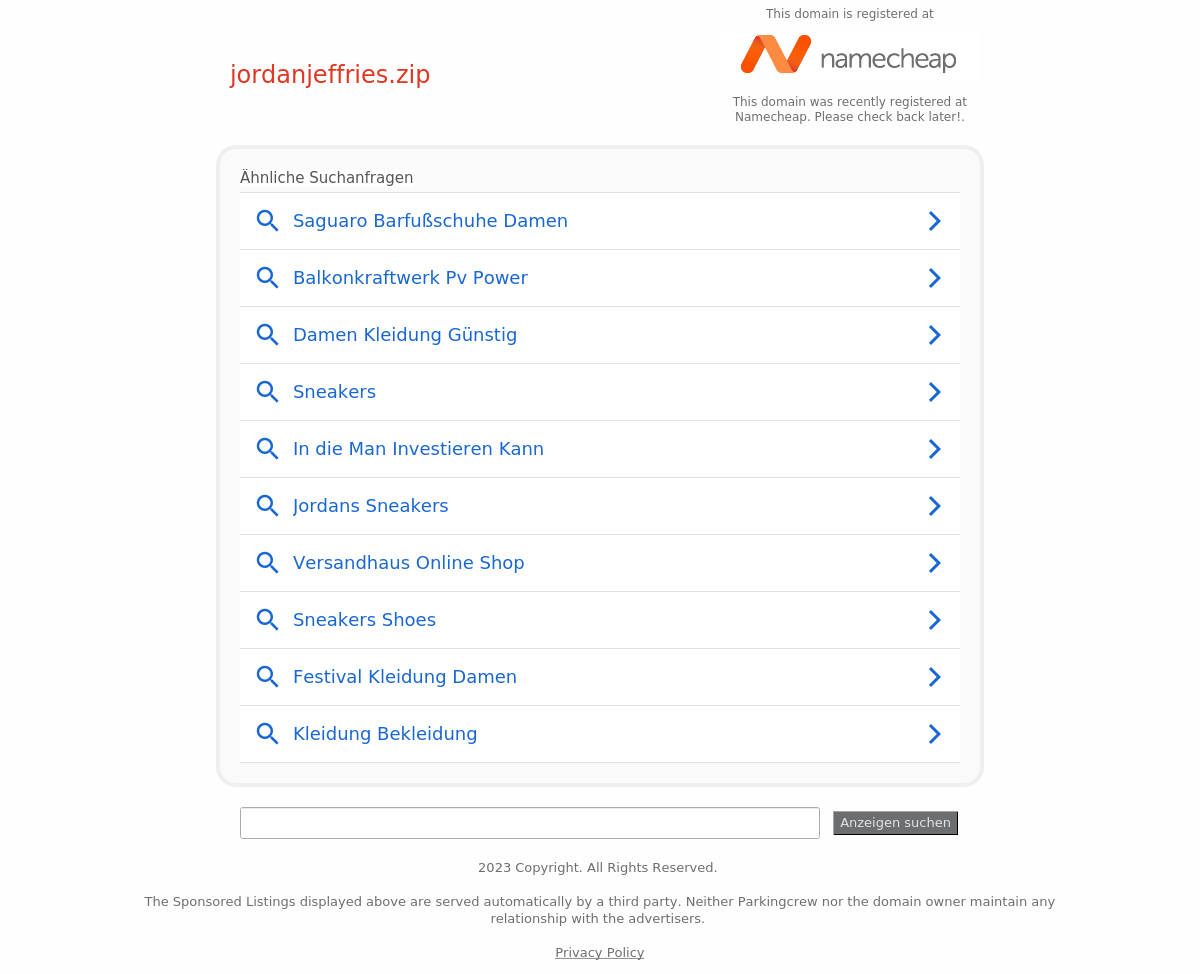 This domain is registered at
namecheap
jordanjeffries.zip
This domain was recently registered at
Namecheap. Please check back later!.
Ähnliche Suchanfragen
Saguaro Barfußschuhe Damen
Balkonkraftwerk Pv Power
Damen Kleidung Günstig
Sneakers
In die Man Investieren Kann
Jordans Sneakers
Versandhaus Online Shop
Sneakers Shoes
Festival Kleidung Damen
Kleidung Bekleidung
Anzeigen suchen
2023 Copyright. All Rights Reserved.
The Sponsored Listings displayed above are served automatically by a third party. Neither Parkingcrew nor the domain owner maintain any
relationship with the advertisers.
Privacy Policy